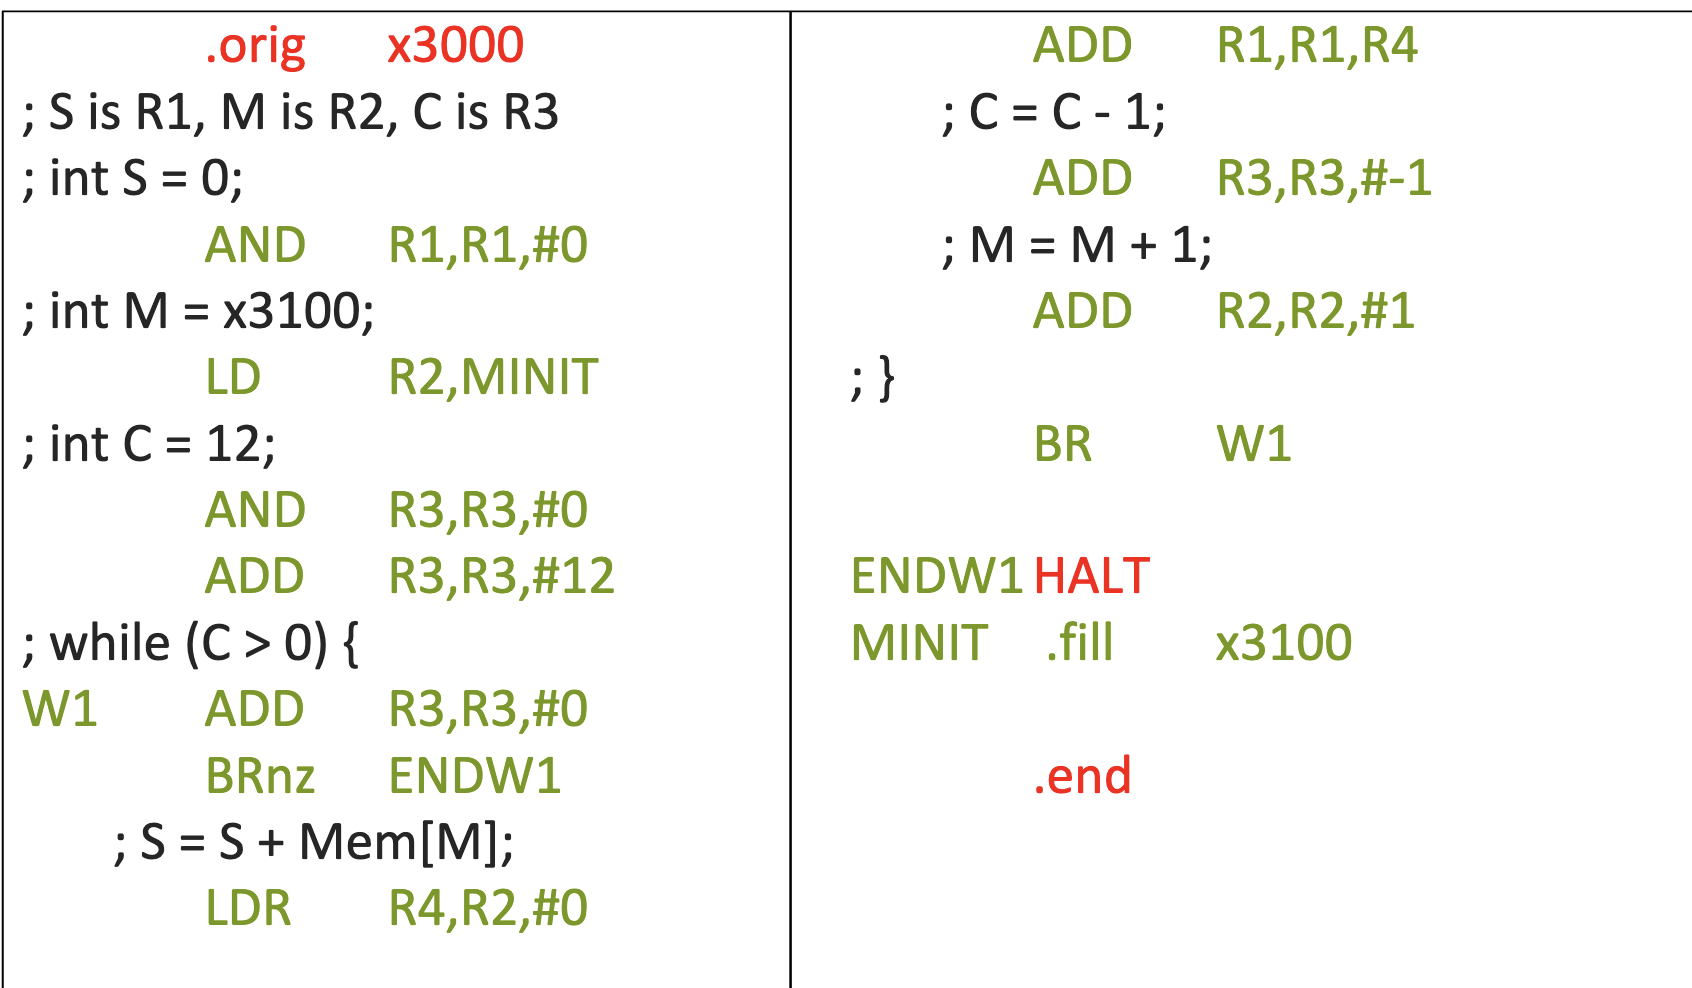 .orig x3000
; S is R1, M is R2, C is R3
; int S = 0;
AND R1,R1,#0
; int M = x3100;
LD R2,MINIT
; int C = 12;
AND R3,R3,#0
ADD R3,R3,#12
; while (C > 0) {
W1 ADD R3,R3,#0
BRnz ENDW1
; S = S + Mem[M];
LDR R4,R2,#0
ADD R1,R1,R4
; C = C - 1;
ADD R3,R3,#-1
; M = M + 1;
ADD R2,R2,#1
; }
BR W1
ENDW1 HALT
MINIT .fill x3100
.end